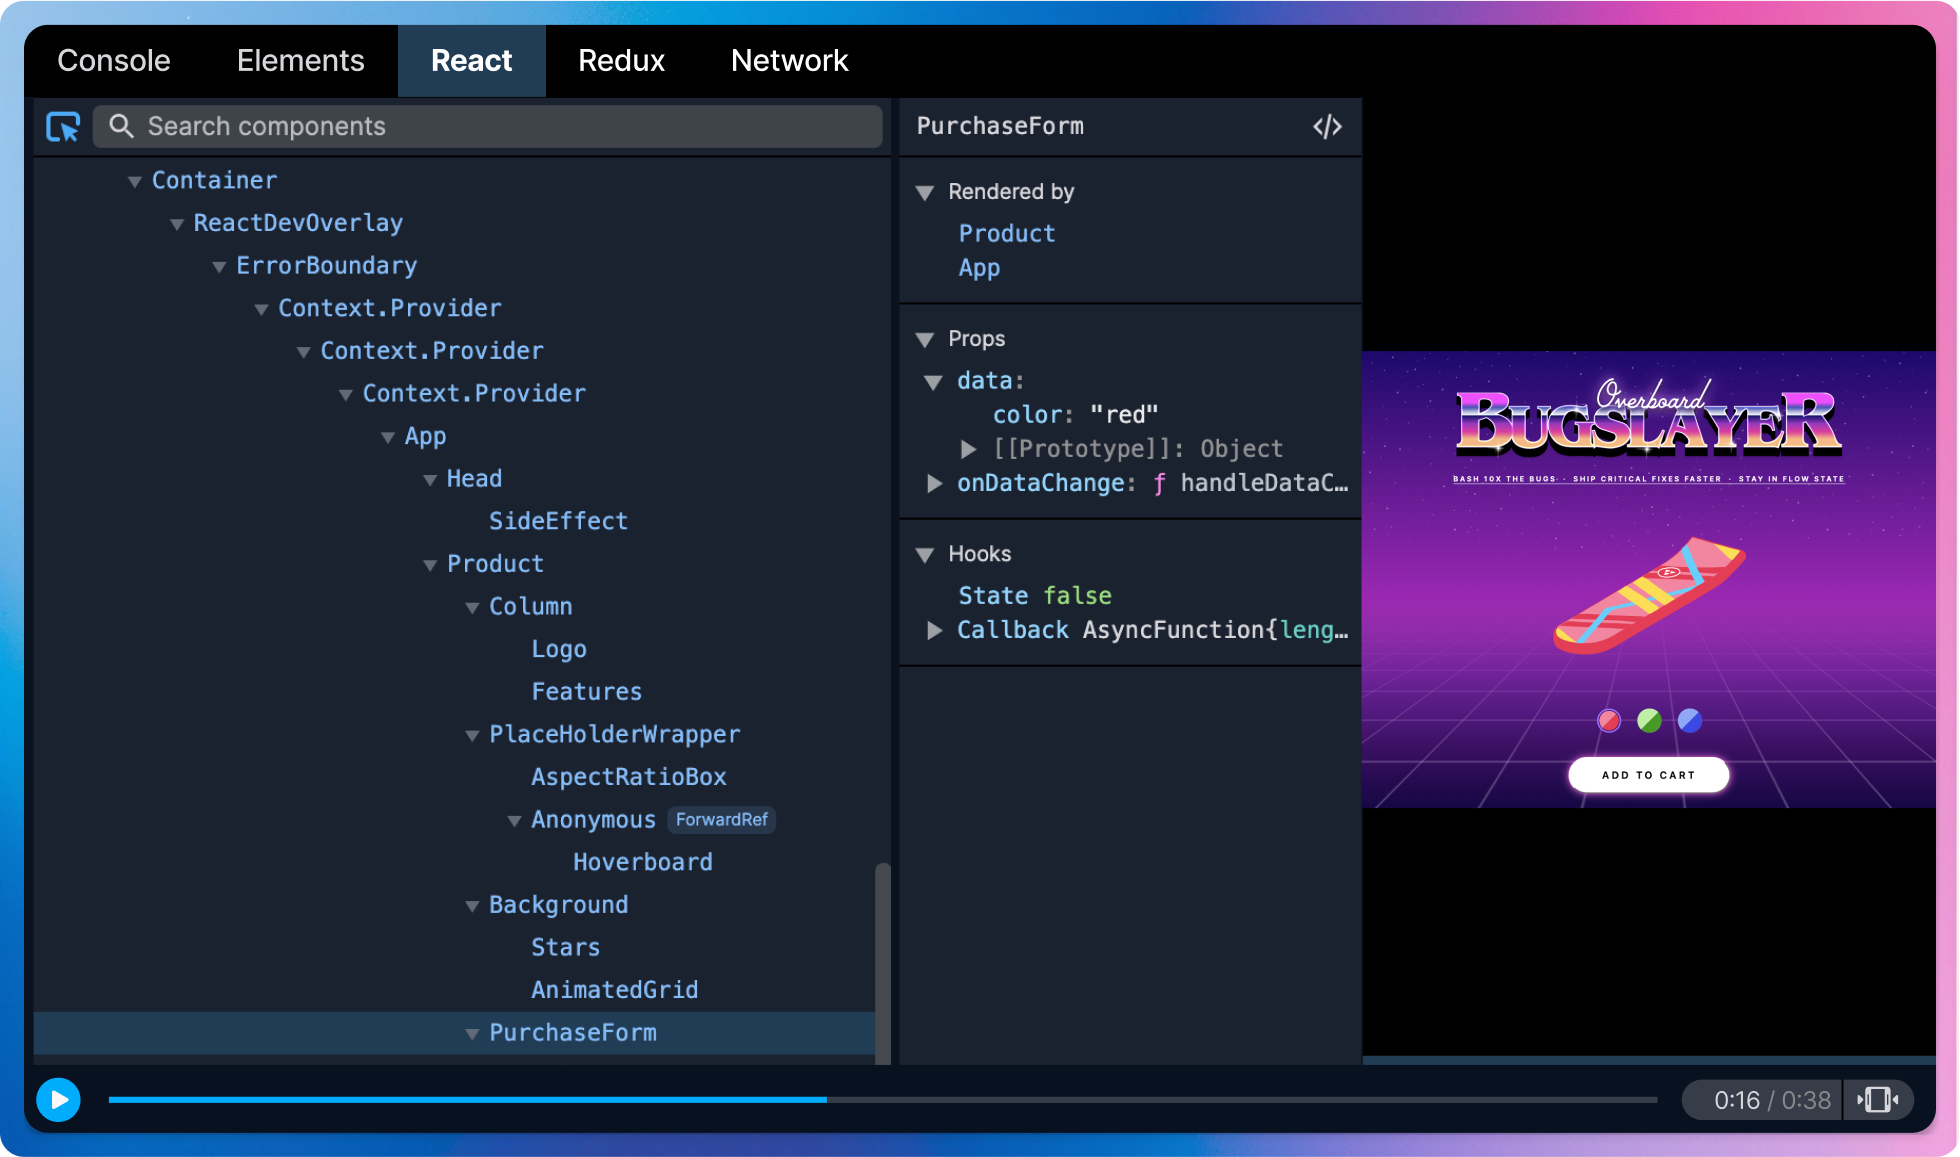 Console Elements React Redux Network
Search components
Container
ReactDevOverlay
ErrorBoundary
Context.Provider
Context.Provider
Context.Provider
App
Head
SideEffect
Product
Column
Logo
Features
PlaceHolderWrapper
AspectRatioBox
Anonymous ForwardRef
Hoverboard
Background
Stars
AnimatedGrid
PurchaseForm
PurchaseForm </>
Rendered by
Product
App
Props
data:
color: "red"
[[Prototype]]: Object
onDataChange: ƒ handleDataC…
Hooks
State false
Callback AsyncFunction{leng…
Overboard
BUGSLAYER
BASH 10X THE BUGS · SHIP CRITICAL FIXES FASTER · STAY IN FLOW STATE
ADD TO CART
0:16 / 0:38